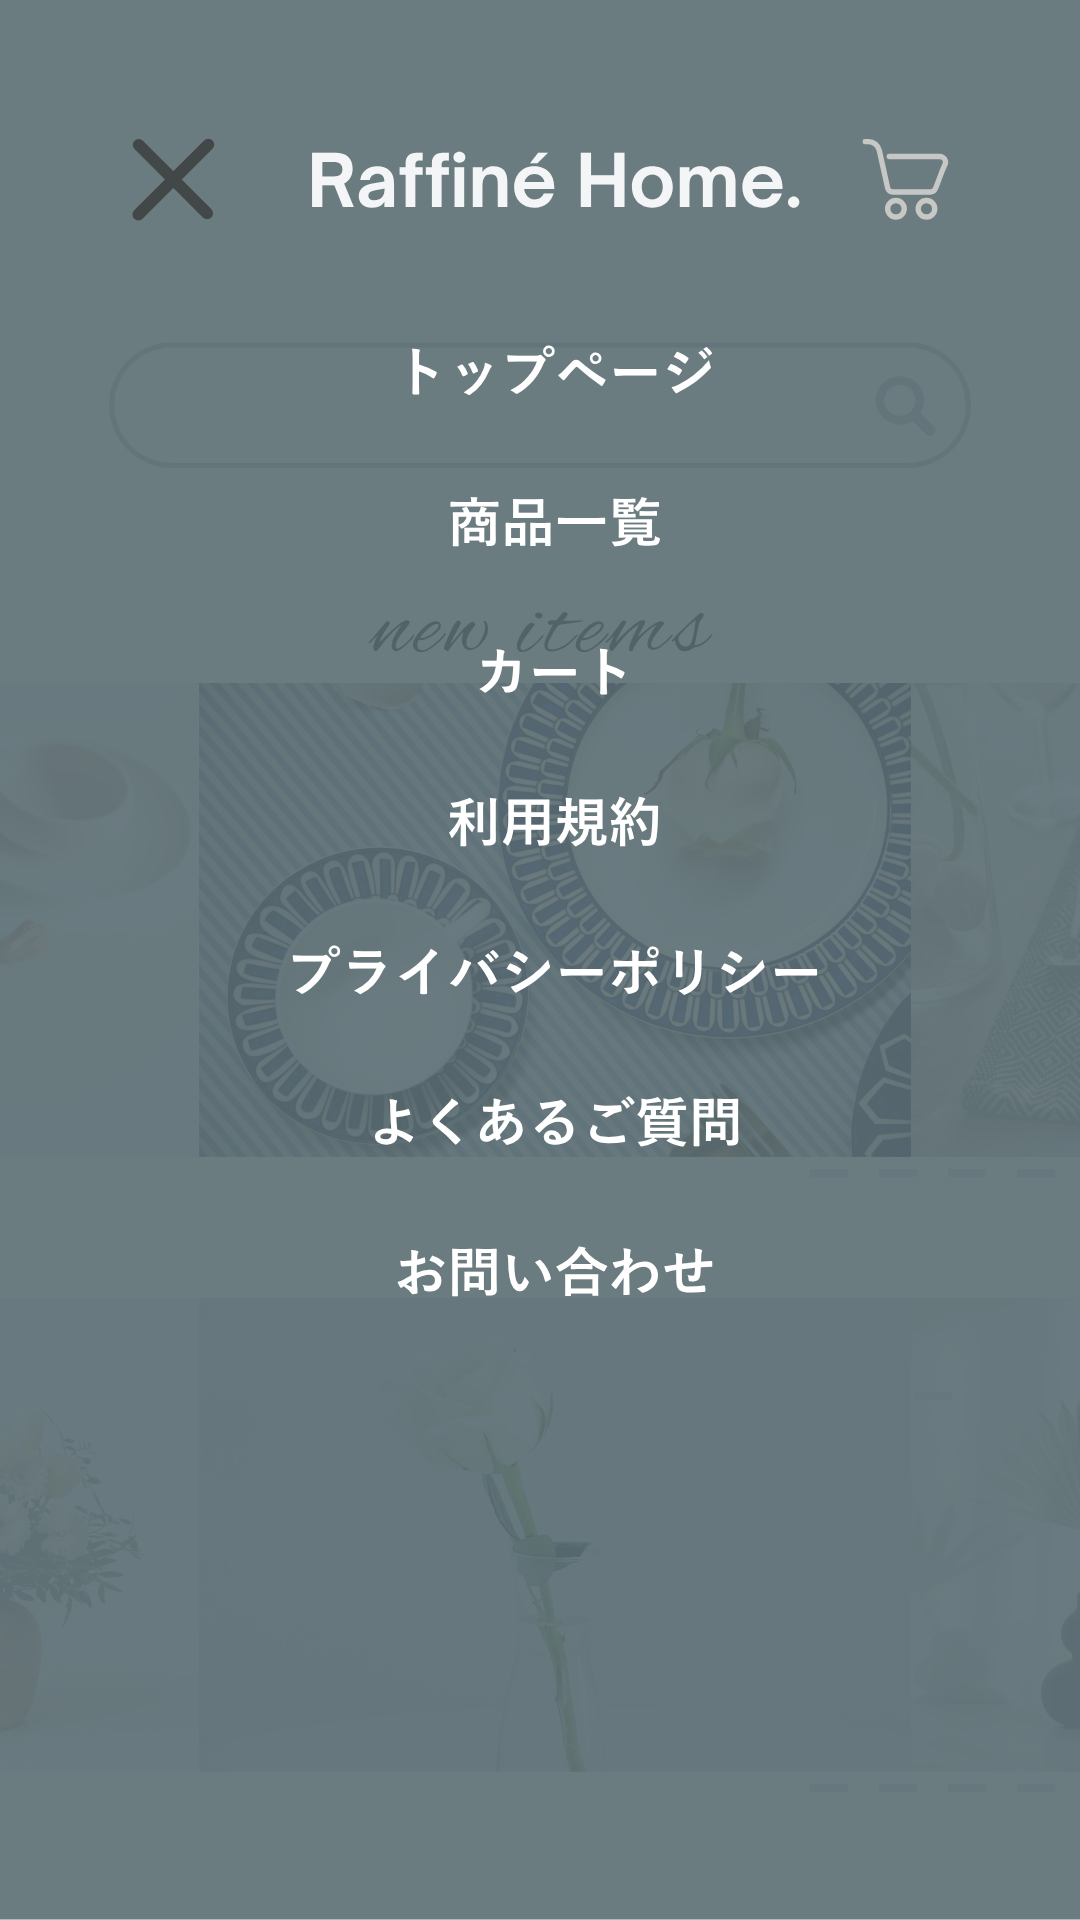 Raffiné Home.
トップページ
商品一覧
new items
カート
利用規約
プライバシーポリシー
よくあるご質問
お問い合わせ